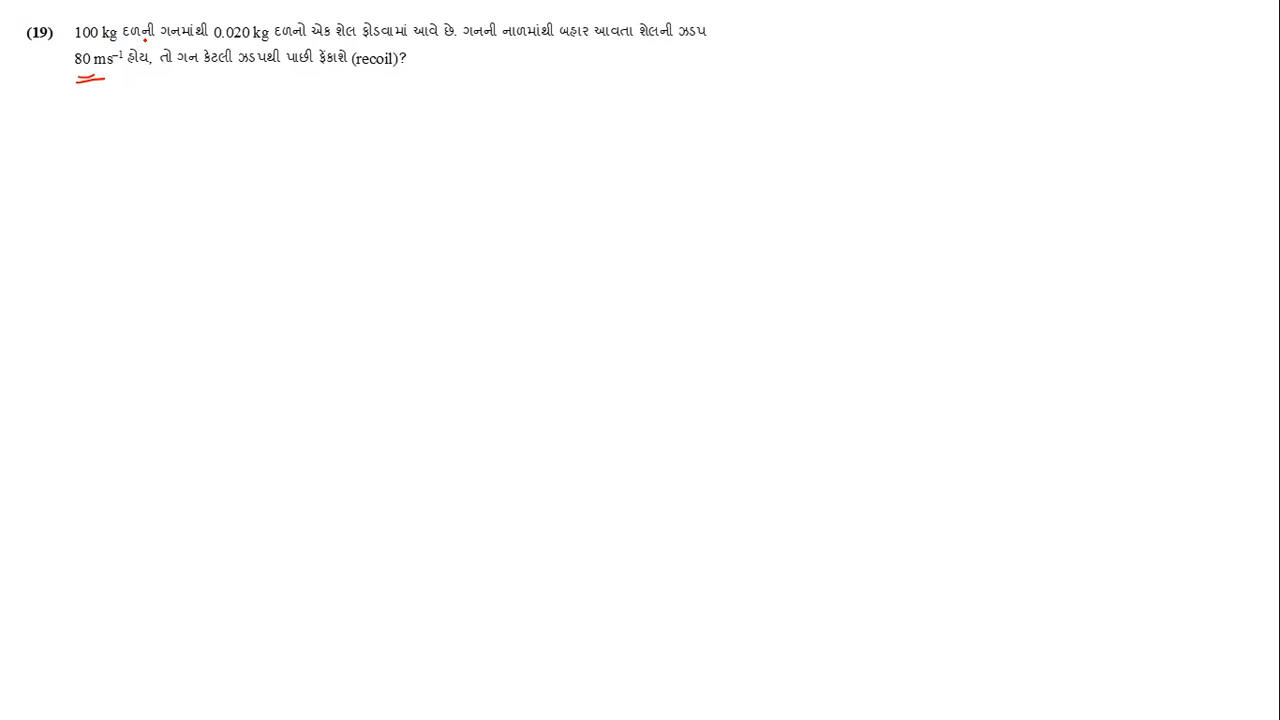 (19) 100 kg દળની ગનમાંથી 0.020 kg દળનો એક શેલ ફોડવામાં આવે છે. ગનની નાળમાંથી બહાર આવતા શેલની ઝડપ
80 ms⁻¹ હોય, તો ગન કેટલી ઝડપથી પાછી ફેંકાશે (recoil)?